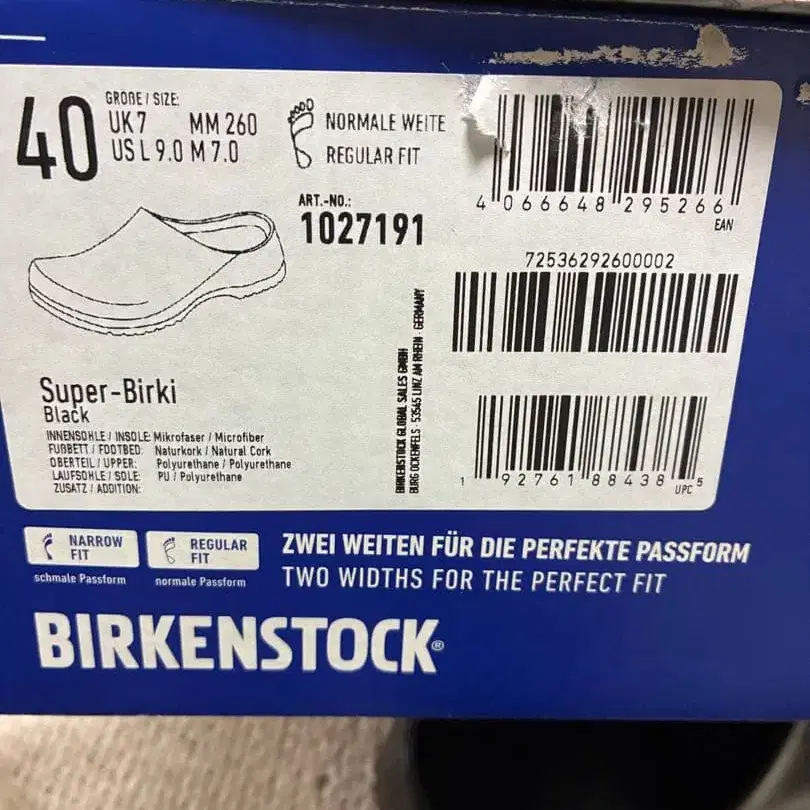 40
GRÖßE / SIZE:
UK 7 MM 260
US L 9.0 M 7.0
NORMALE WEITE
REGULAR FIT
ART.-NO.:
1027191
4 066648 295266
EAN
72536292600002
BIRKENSTOCK GLOBAL SALES GMBH
BURG OCKENFELS · 53545 LINZ AM RHEIN · GERMANY
1 92761 88438 5
UPC
Super-Birki
Black
INNENSOHLE / INSOLE: Mikrofaser / Microfiber
FUßBETT / FOOTBED: Naturkork / Natural Cork
OBERTEIL / UPPER: Polyurethane / Polyurethane
LAUFSOHLE / SOLE: PU / Polyurethane
ZUSATZ / ADDITION:
NARROW
FIT
schmale Passform
REGULAR
FIT
normale Passform
ZWEI WEITEN FÜR DIE PERFEKTE PASSFORM
TWO WIDTHS FOR THE PERFECT FIT
BIRKENSTOCK®